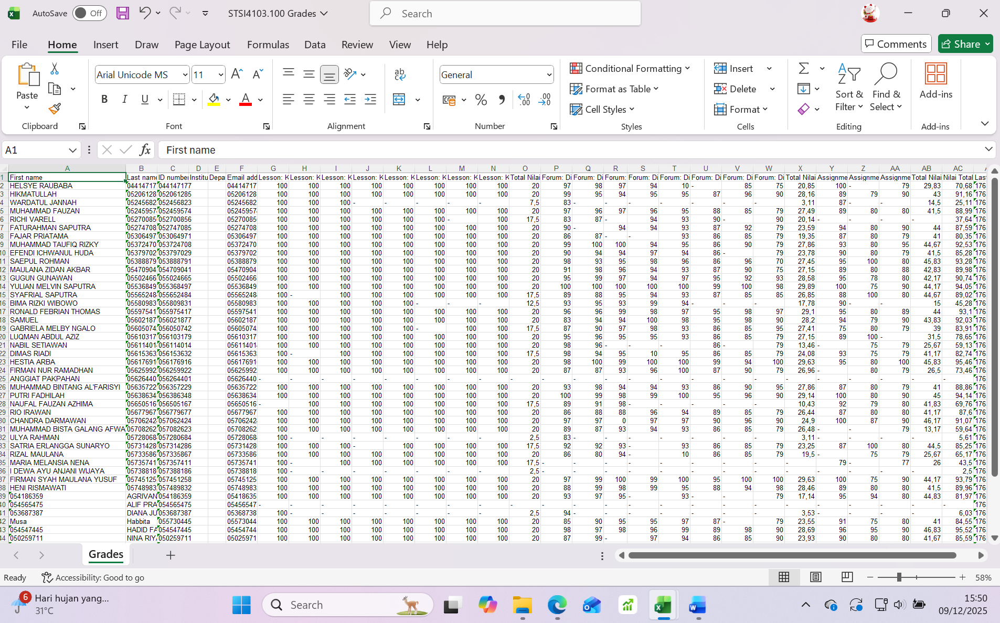 AutoSave Off STSI4103.100 Grades Search
File Home Insert Draw Page Layout Formulas Data Review View Help Comments Share
Paste Arial Unicode MS 11 General Conditional Formatting Insert Σ
B I U % Format as Table Delete Sort & Filter Find & Select Add-ins
Cell Styles Format
Clipboard Font Alignment Number Styles Cells Editing Add-ins
A1 fx First name
A B C D E F G H I J K L M N O P Q R S T U V W X Y Z AA AB AC
1 First name Last name ID number Institu Depa Email add Lesson: K Lesson: K Lesson: K Lesson: K Lesson: K Lesson: K Lesson: K Lesson: K Total Nilai Forum: Di Forum: Di Forum: Forum: Di Forum: Di Forum: Di Forum: Di Forum: Di Total Nilai Assignme Assignme Assignme Total Nilai Nilai Total Las
2 HELSYE RAUBABA 04414717 044147177 04414717 100 100 100 100 100 100 100 100 20 97 98 97 94 10 - 85 75 20,85 100 - 79 29,83 70,68 176
3 HIKMATULLAH 05206128 052061285 05206128 100 100 100 100 100 100 100 100 20 99 95 94 95 95 87 96 90 28,16 89 79 90 43 91,16 176
4 WARDATUL JANNAH 05245682 052456823 05245682 100 100 100 - - - - - 7,5 83 - - - - - - - 3,11 87 - - 14,5 25,11 176
5 MUHAMMAD FAUZAN 05245957 052459574 05245957 100 100 100 100 100 100 100 100 20 97 96 97 96 95 88 85 79 27,49 89 80 80 41,5 88,99 176
6 RICHI VARELL 05270085 052700856 05270085 100 100 100 100 100 100 - 100 17,5 83 87 - 94 93 90 - 90 20,14 - - - - 37,64 176
7 FATURAHMAN SAPUTRA 05274708 052747085 05274708 100 100 100 100 100 100 100 100 20 90 - 94 94 93 87 92 79 23,59 94 80 90 44 87,59 176
8 FAJAR PRIATAMA 05306497 053064971 05306497 100 100 100 100 100 100 100 100 20 86 87 - - 93 86 85 79 19,35 87 80 79 41 80,35 176
9 MUHAMMAD TAUFIQ RIZKY 05372470 053724708 05372470 100 100 100 100 100 100 100 100 20 99 100 100 94 95 86 90 79 27,86 93 80 95 44,67 92,53 176
10 EFENDI ICHWANUL HUDA 05379702 053797029 05379702 100 100 100 100 100 100 100 100 20 90 94 94 97 94 86 - 79 23,78 90 80 79 41,5 85,28 176
11 SAEPUL ROHMAN 05388879 053888791 05388879 100 100 100 100 100 100 100 100 20 98 93 95 98 96 86 96 70 27,45 95 100 80 45,83 93,28 176
12 MAULANA ZIDAN AKBAR 05470904 054709041 05470904 100 100 100 100 100 100 100 100 20 91 98 96 94 93 87 90 75 27,15 89 80 88 42,83 89,98 176
13 GUGUN GUNAWAN 05502466 055024665 05502466 100 100 100 100 100 100 100 100 20 95 99 97 94 97 95 92 93 28,58 95 78 80 42,17 90,74 176
14 YULIAN MELVIN SAPUTRA 05536849 055368497 05536849 100 100 100 100 100 100 100 100 20 100 100 100 100 100 99 100 98 29,89 100 75 90 44,17 94,05 176
15 SYAFRIAL SAPUTRA 05565248 055652484 05565248 100 - 100 100 100 100 100 100 17,5 89 88 95 94 93 87 85 85 26,85 88 100 80 44,67 89,02 176
16 BIMA RIZKI WIBOWO 05580983 055809831 05580983 100 100 100 100 100 - - - 12,5 93 95 93 99 94 - - - 17,78 90 - - 15 45,28 176
17 RONALD FEBRIAN THOMAS 05597541 055975417 05597541 100 100 100 100 100 100 100 100 20 96 96 99 98 97 95 98 97 29,1 95 80 89 44 93,1 176
18 SAMUEL 05602187 056021877 05602187 100 100 100 100 100 100 100 100 20 83 94 94 100 98 95 98 90 28,2 94 79 90 43,83 92,03 176
19 GABRIELA MELBY NGALO 05605074 056050742 05605074 100 100 100 100 100 - 100 100 17,5 87 90 97 98 93 86 85 95 27,41 75 80 79 39 83,91 176
20 LUQMAN ABDUL AZIZ 05610317 056103179 05610317 100 100 100 100 100 100 100 100 20 95 96 95 95 93 86 85 79 27,15 89 100 - 31,5 78,65 176
21 NABIL SETIAWAN 05611401 056114014 05611401 100 100 100 100 100 100 100 100 20 98 96 - - - 86 - 79 13,46 - 75 79 25,67 59,13 176
22 DIMAS RIADI 05615363 056153632 05615363 100 - 100 100 100 100 100 100 17,5 98 94 95 10 95 86 85 79 24,08 93 75 79 41,17 82,74 176
23 HESTIA ARBA 05617691 056176916 05617691 100 100 100 100 100 100 100 100 20 98 100 99 100 100 99 94 100 29,63 95 80 100 45,83 95,46 176
24 FIRMAN NUR RAMADHAN 05625992 056259922 05625992 100 100 100 100 100 100 100 100 20 87 87 93 96 100 87 90 79 26,96 - 80 79 26,5 73,46 176
25 ANGGIAT PAKPAHAN 05626440 056264401 05626440 - - - - - - - - - - - - - - - - - - - - - - - 176
26 MUHAMMAD BINTANG AL'FARISYI 05635722 056357229 05635722 100 100 100 100 100 100 100 100 20 93 98 94 94 93 86 90 95 27,86 87 80 79 41 88,86 176
27 PUTRI FADHILAH 05638634 056386348 05638634 100 100 100 100 100 100 100 100 20 100 99 98 99 100 95 96 90 29,14 100 80 90 45 94,14 176
28 NAUFAL FAUZAN AZHIMA 05650516 056505167 05650516 - 100 100 100 100 100 100 100 17,5 89 91 98 - - - - - 10,43 92 79 80 41,83 69,76 176
29 RIO IRAWAN 05677967 056779677 05677967 100 100 100 100 100 100 100 100 20 86 88 88 96 94 89 85 79 26,44 87 80 80 41,17 87,6 176
30 CHANDRA DARMAWAN 05706242 057062424 05706242 100 100 100 100 100 100 100 100 20 97 97 0 97 97 90 96 90 24,9 100 87 90 46,17 91,07 176
31 MUHAMMAD BISTA GALANG AFWA 05708262 057082623 05708262 100 100 100 100 100 100 100 100 20 89 87 93 94 93 86 85 79 26,48 - - 79 13,17 59,64 176
32 ULYA RAHMAN 05728068 057280684 05728068 100 - - - - - - - 2,5 83 - - - - - - - 3,11 - - - - 5,61 176
33 SATRIA ERLANGGA SUNARYO 05731428 057314286 05731428 100 100 100 - 100 100 100 100 17,5 92 92 93 - 93 86 85 79 23,25 87 100 80 44,5 85,25 176
34 RIZAL MAULANA 05733586 057335867 05733586 100 100 100 100 100 100 100 100 20 86 80 94 - 10 86 85 79 19,5 - 75 79 25,67 65,17 176
35 MARIA MELANSIA NENA 05735741 057357411 05735741 100 - 100 100 100 100 100 100 17,5 - - - - - - - - - 79 - 77 26 43,5 176
36 I DEWA AYU ANJANI WIJAYA 05738818 057388186 05738818 100 - - - - - - - 2,5 - - - - - - - - - - - - - 2,5 176
37 FIRMAN SYAH MAULANA YUSUF 05745125 057451258 05745125 100 100 100 100 100 100 100 100 20 97 99 100 99 100 95 100 100 29,63 100 75 90 44,17 93,79 176
38 HENI RISMAWATI 05748983 057489832 05748983 100 100 100 100 100 100 100 100 20 88 99 98 99 95 88 94 98 28,46 89 80 80 41,5 89,96 176
39 054186359 AGRIVAN 054186359 05418635 100 100 100 100 100 100 100 100 20 93 97 95 - 93 - - 79 17,14 95 94 80 44,83 81,97 176
40 054565475 ALIF PRA 054565475 05456547 - - - - - - - - - - - - - - - - - - - - - - - 176
41 053687387 DIANA JU 053687387 05368738 100 - - - - - - - 2,5 94 - - - - - - - 3,53 - - - - 6,03 176
42 Musa Habbita 055730445 05573044 100 100 100 100 100 100 100 100 20 85 90 95 95 97 87 - 79 23,55 91 75 80 41 84,55 176
43 054547445 HADID FA 054547445 05454744 100 100 100 100 100 100 100 100 20 98 97 98 96 99 89 98 90 28,69 96 95 90 46,83 95,52 176
44 050259711 NINA RIY 050259711 05025971 100 100 100 100 100 100 100 100 20 87 99 - 97 94 86 85 90 23,93 90 80 80 41,67 85,59 176
Grades
Ready Accessibility: Good to go 58%
6 Hari hujan yang... Search 15:50
31°C 09/12/2025